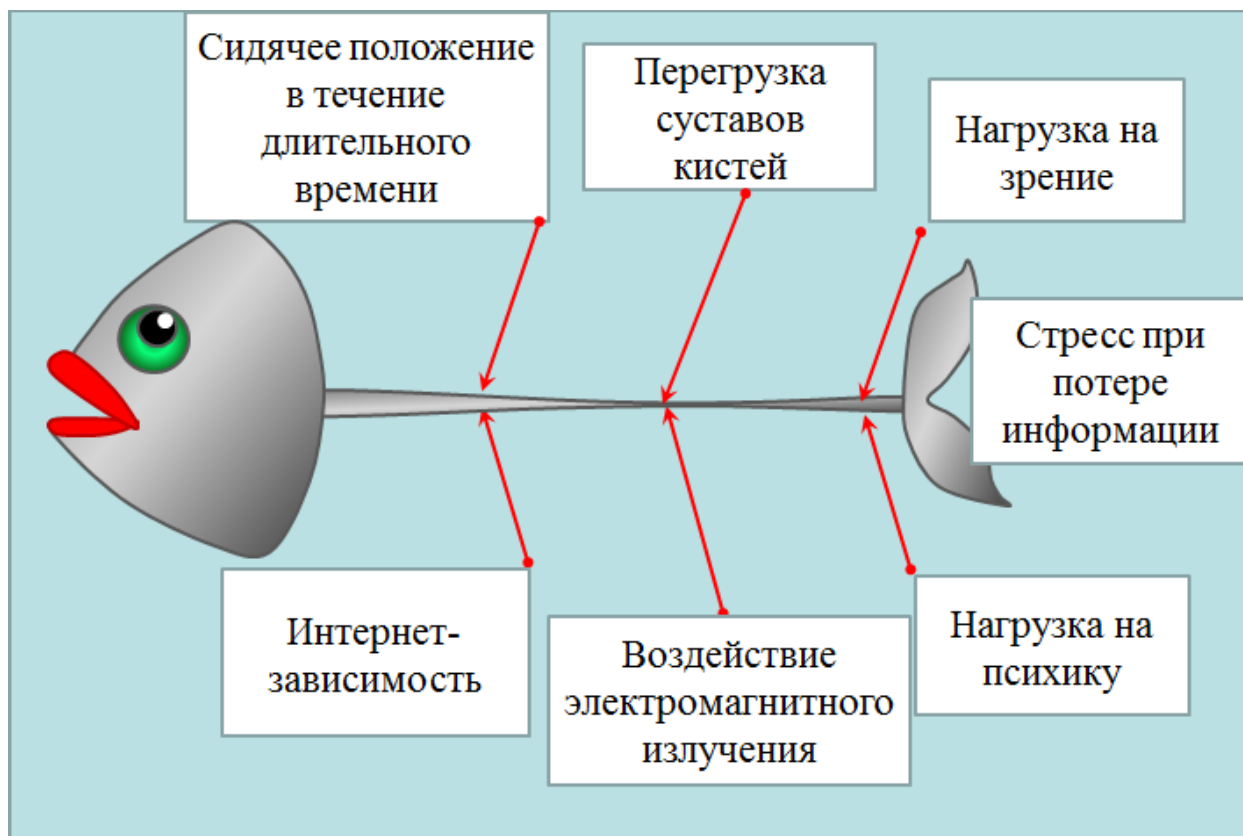 Сидячее положение
в течение
длительного
времени
Перегрузка
суставов
кистей
Нагрузка на
зрение
Стресс при
потере
информации
Интернет-
зависимость
Воздействие
электромагнитного
излучения
Нагрузка на
психику